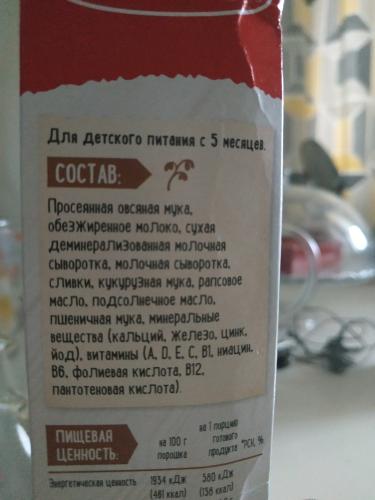 Для детского питания с 5 месяцев.
СОСТАВ:
Просеянная овсяная мука,
обезжиренное молоко, сухая
деминерализованная молочная
сыворотка, молочная сыворотка,
сливки, кукурузная мука, рапсовое
масло, подсолнечное масло,
пшеничная мука, минеральные
вещества (кальций, железо, цинк,
йод), витамины (A, D, E, C, B1, ниацин,
B6, фолиевая кислота, B12,
пантотеновая кислота).
ПИЩЕВАЯ
ЦЕННОСТЬ:
на 100 г
порошка
на 1 порцию
готового
продукта
*РСН, %
Энергетическая ценность 1934 кДж 580 кДж
(461 ккал) (138 ккал)